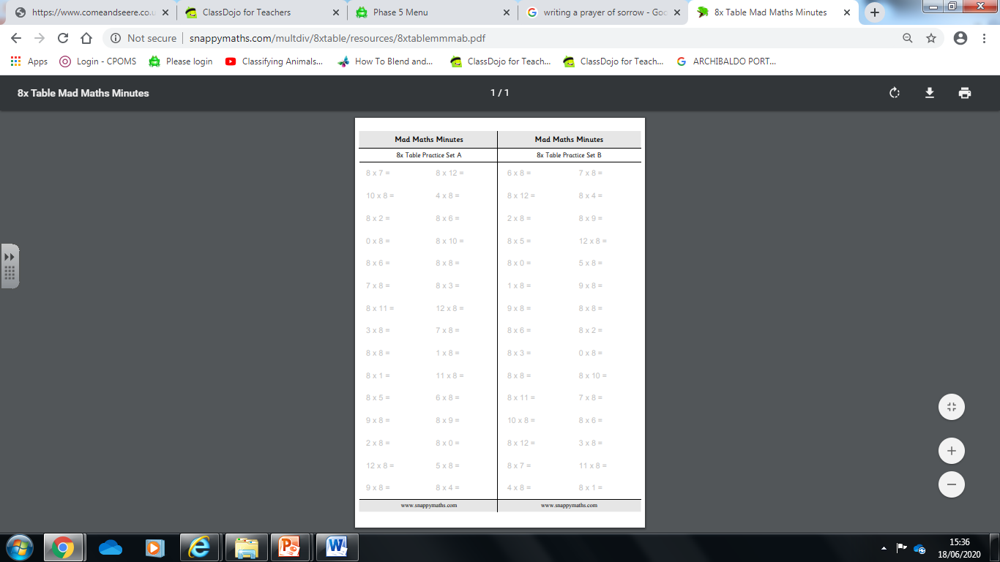 https://www.comeandseere.co.u
ClassDojo for Teachers
Phase 5 Menu
writing a prayer of sorrow - Goo
8x Table Mad Maths Minutes
Not secure | snappymaths.com/multdiv/8xtable/resources/8xtablemmmab.pdf
Apps Login - CPOMS Please login Classifying Animals... How To Blend and... ClassDojo for Teach... ClassDojo for Teach... ARCHIBALDO PORT...
8x Table Mad Maths Minutes 1 / 1
Mad Maths Minutes Mad Maths Minutes
8x Table Practice Set A 8x Table Practice Set B
8 x 7 = 8 x 12 = 6 x 8 = 7 x 8 =
10 x 8 = 4 x 8 = 8 x 12 = 8 x 4 =
8 x 2 = 8 x 6 = 2 x 8 = 8 x 9 =
0 x 8 = 8 x 10 = 8 x 5 = 12 x 8 =
8 x 6 = 8 x 8 = 8 x 0 = 5 x 8 =
7 x 8 = 8 x 3 = 1 x 8 = 9 x 8 =
8 x 11 = 12 x 8 = 9 x 8 = 8 x 8 =
3 x 8 = 7 x 8 = 8 x 6 = 8 x 2 =
8 x 8 = 1 x 8 = 8 x 3 = 0 x 8 =
8 x 1 = 11 x 8 = 8 x 8 = 8 x 10 =
8 x 5 = 6 x 8 = 8 x 11 = 7 x 8 =
9 x 8 = 8 x 9 = 10 x 8 = 8 x 6 =
2 x 8 = 8 x 0 = 8 x 12 = 3 x 8 =
12 x 8 = 5 x 8 = 8 x 7 = 11 x 8 =
9 x 8 = 8 x 4 = 4 x 8 = 8 x 1 =
www.snappymaths.com www.snappymaths.com
15:36
18/06/2020